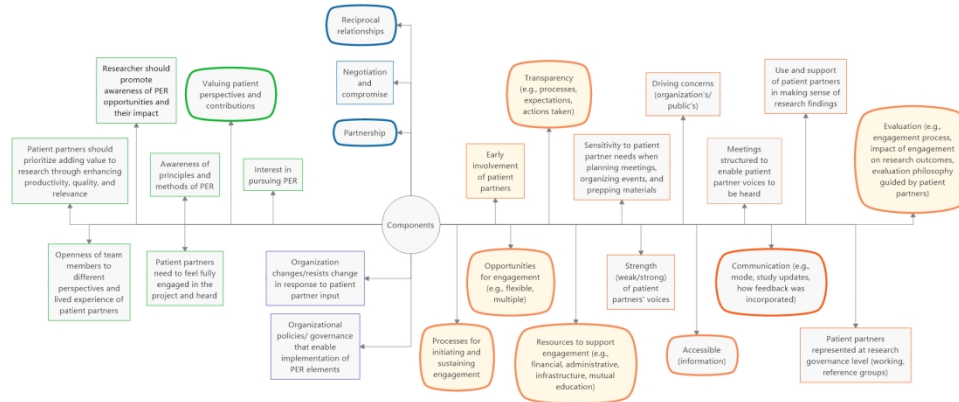 Reciprocal
relationships
Negotiation
and
compromise
Partnership
Researcher should
promote
awareness of PER
opportunities and
their impact
Valuing patient
perspectives and
contributions
Patient partners should
prioritize adding value to
research through enhancing
productivity, quality, and
relevance
Awareness of
principles and
methods of PER
Interest in
pursuing PER
Openness of team
members to
different
perspectives and
lived experience of
patient partners
Patient partners
need to feel fully
engaged in the
project and heard
Components
Organization
changes/resists change
in response to patient
partner input
Organizational
policies/ governance
that enable
implementation of
PER elements
Transparency
(e.g., processes,
expectations,
actions taken)
Early
involvement
of patient
partners
Sensitivity to patient
partner needs when
planning meetings,
organizing events, and
prepping materials
Driving concerns
(organization's/
public's)
Meetings
structured to
enable patient
partner voices to
be heard
Use and support
of patient partners
in making sense of
research findings
Evaluation (e.g.,
engagement process,
impact of engagement
on research outcomes,
evaluation philosophy
guided by patient
partners)
Processes for
initiating and
sustaining
engagement
Opportunities
for engagement
(e.g., flexible,
multiple)
Resources to support
engagement (e.g.,
financial, administrative,
infrastructure, mutual
education)
Strength
(weak/strong)
of patient
partners' voices
Accessible
(information)
Communication (e.g.,
mode, study updates,
how feedback was
incorporated)
Patient partners
represented at research
governance level (working,
reference groups)